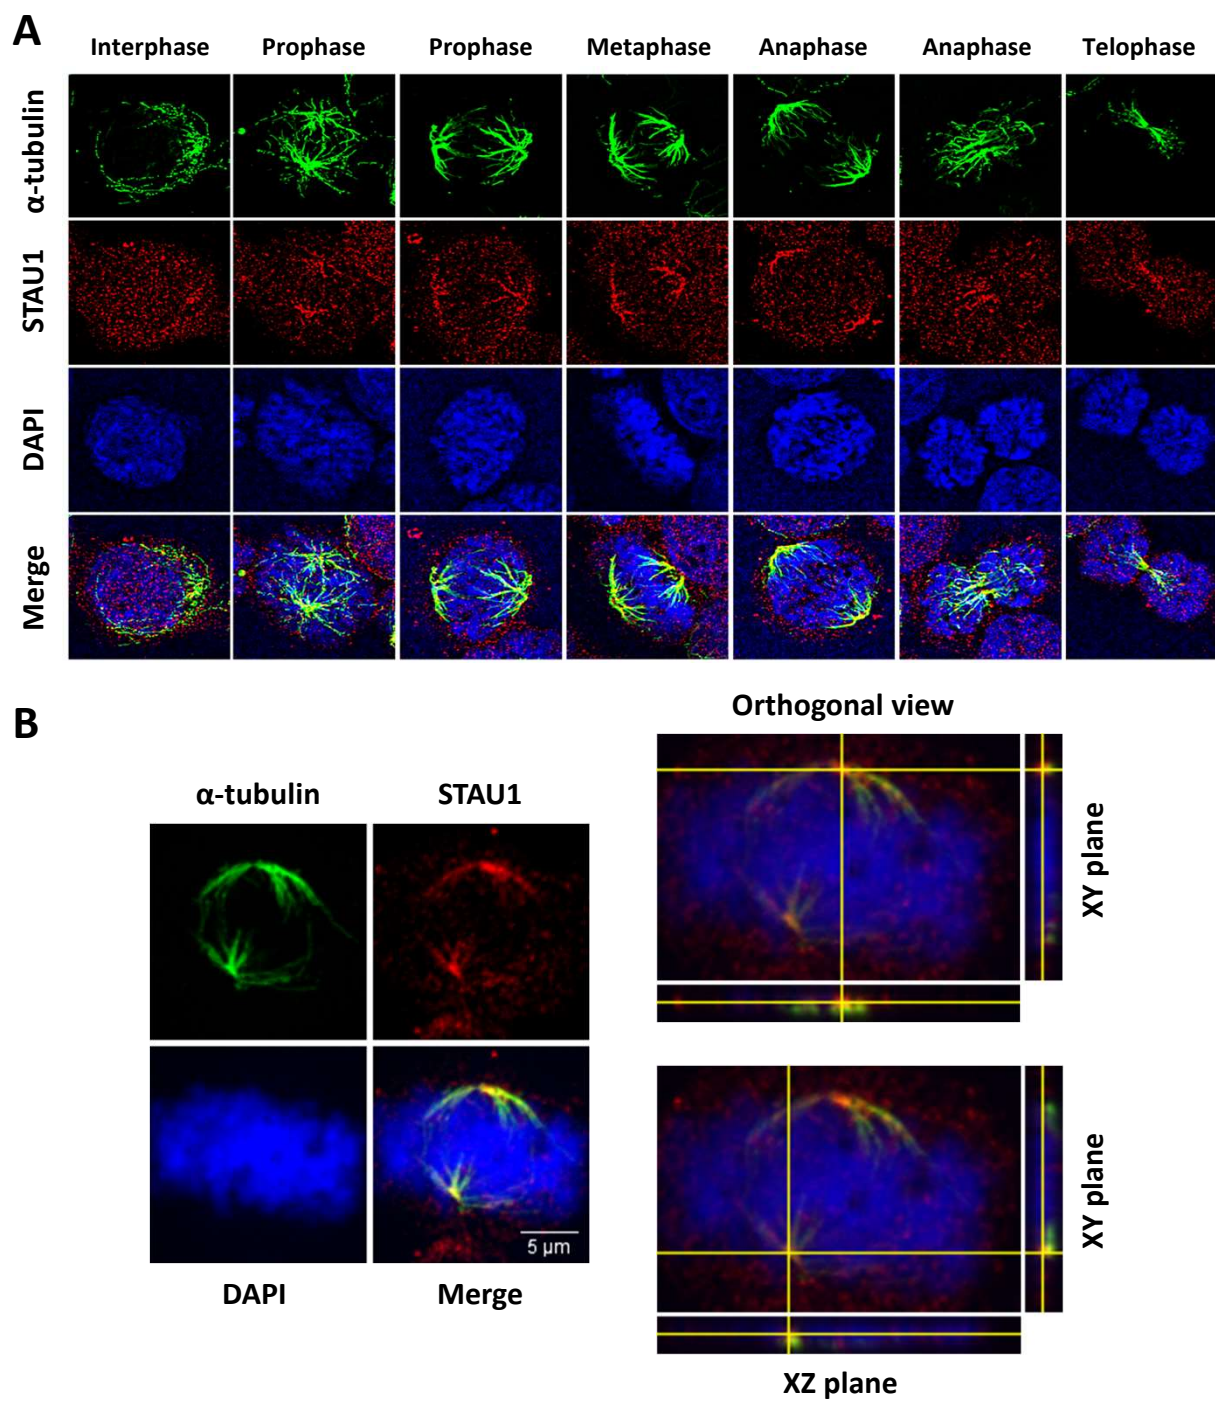 A
Interphase Prophase Prophase Metaphase Anaphase Anaphase Telophase
α-tubulin
STAU1
DAPI
Merge
B
Orthogonal view
α-tubulin STAU1
XY plane
5 µm
DAPI Merge
XY plane
XZ plane